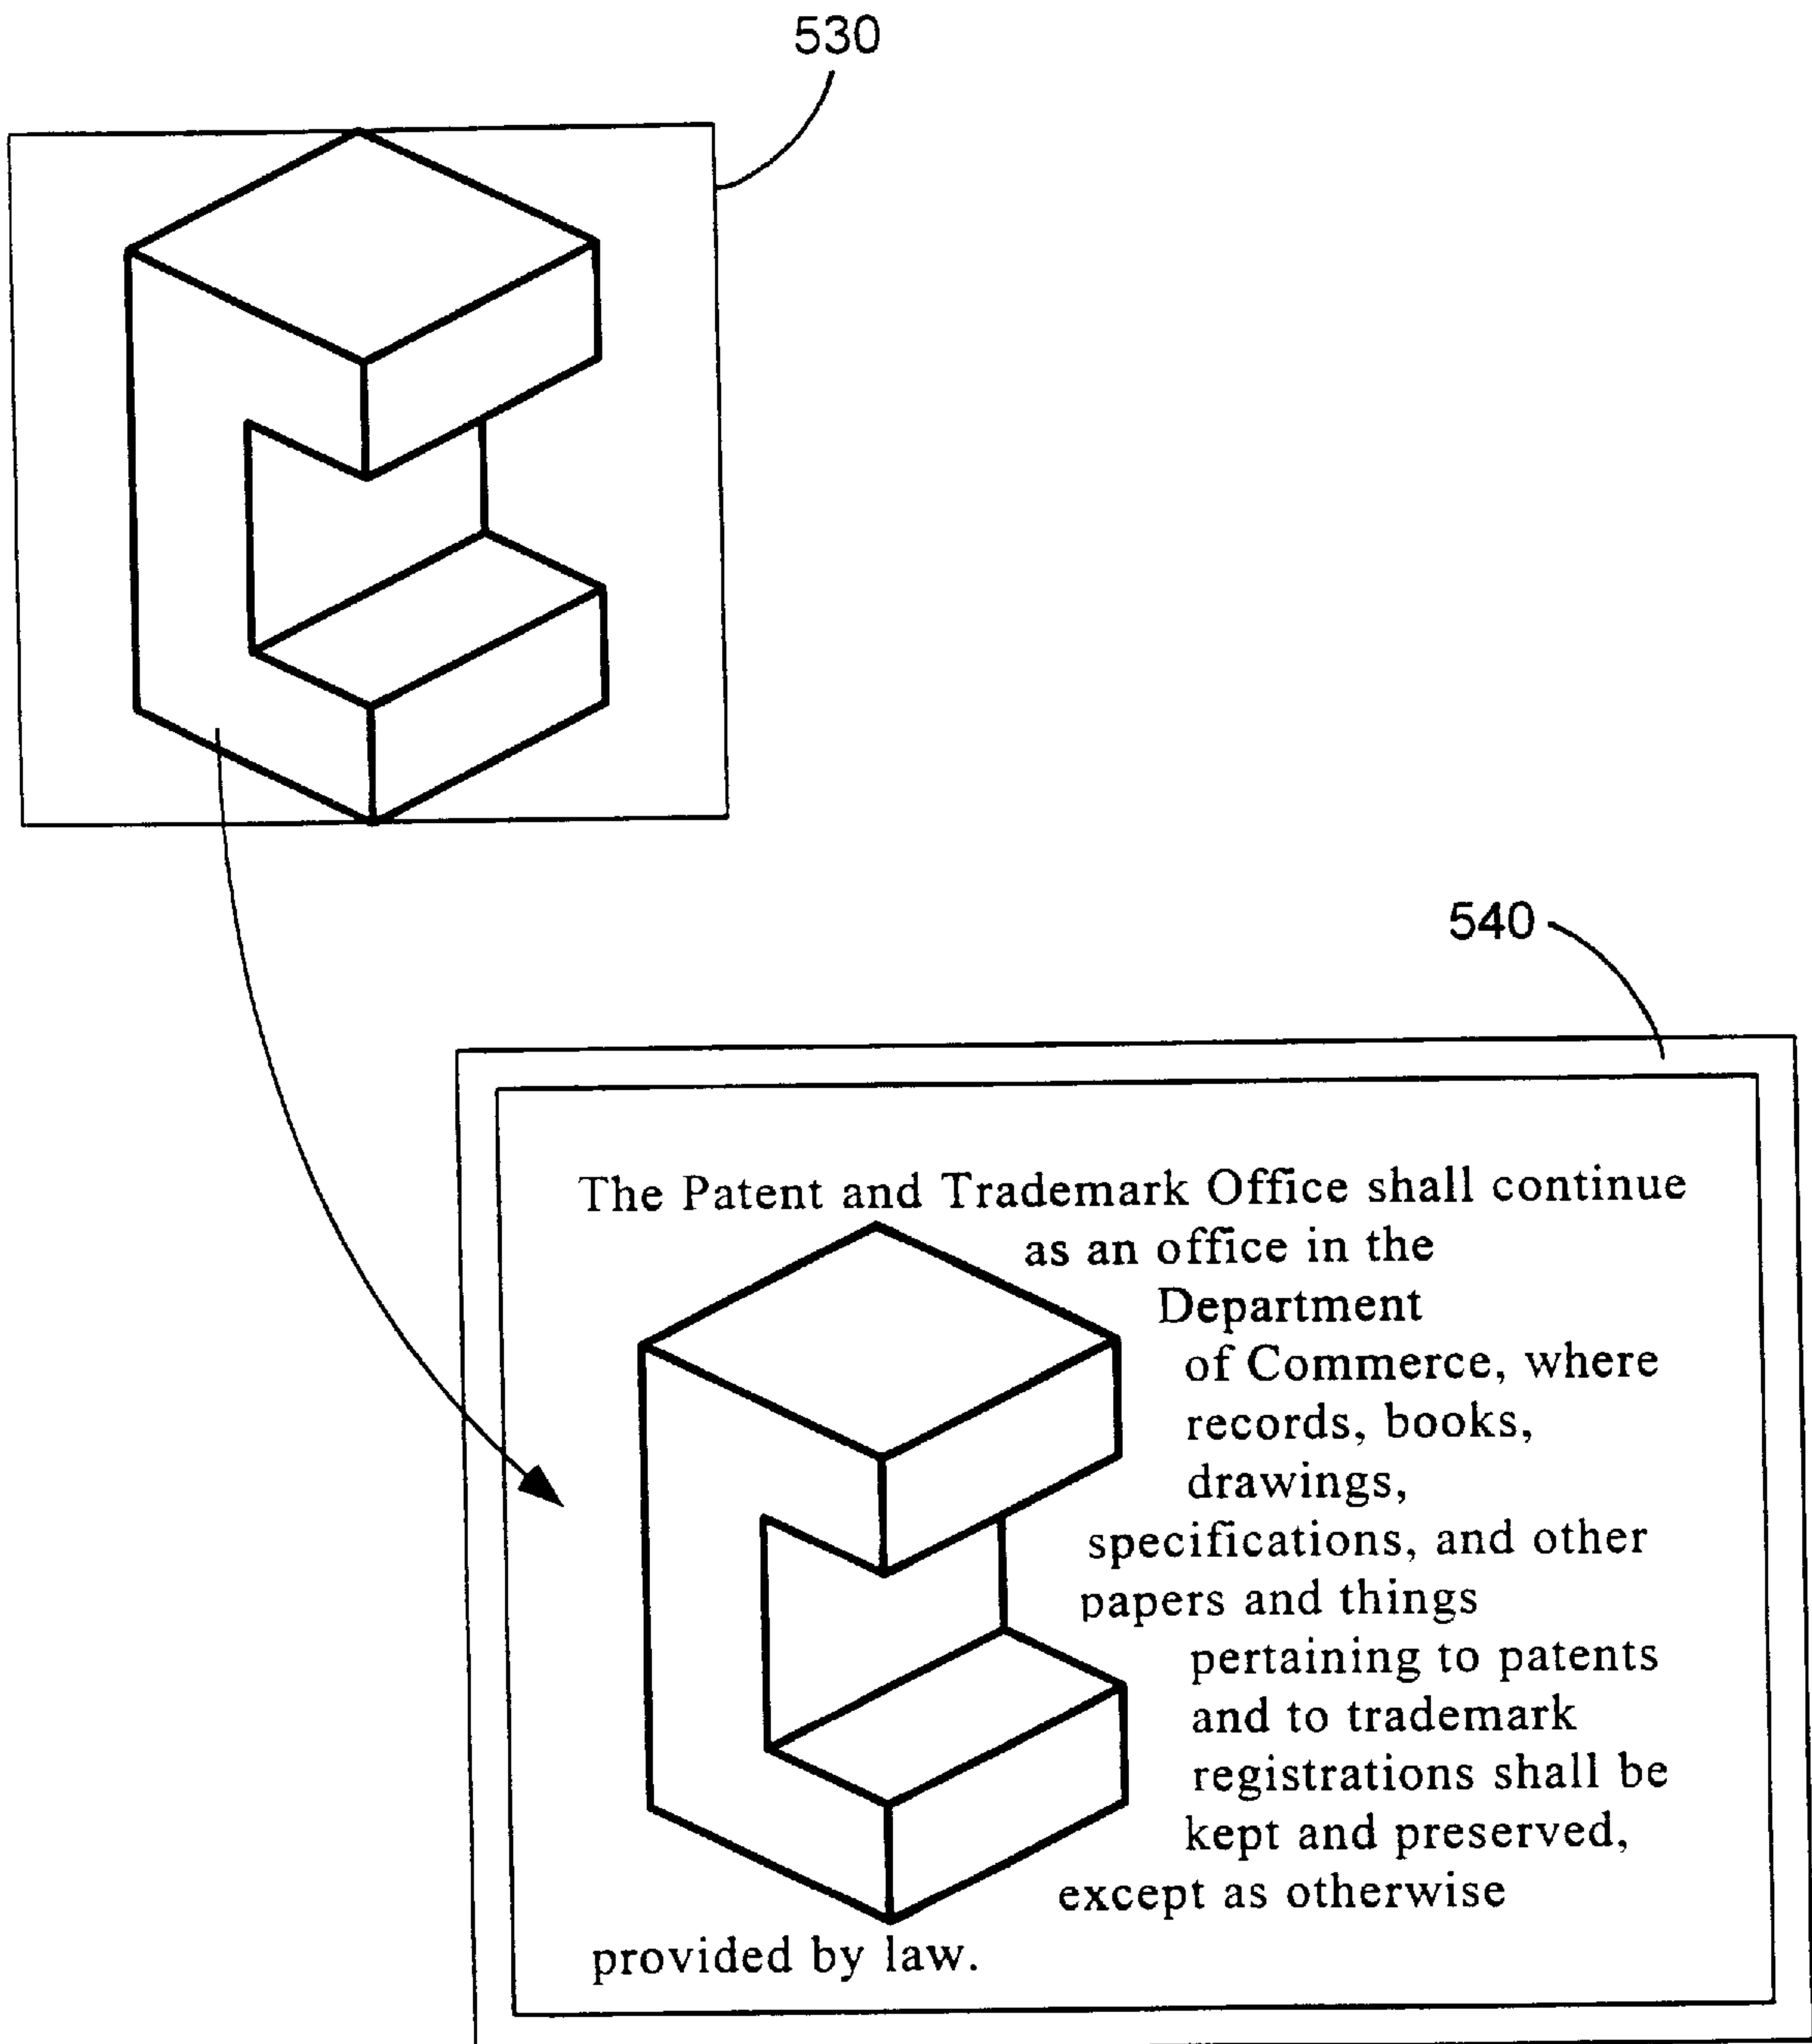 530
540
The Patent and Trademark Office shall continue
as an office in the
Department
of Commerce, where
records, books,
drawings,
specifications, and other
papers and things
pertaining to patents
and to trademark
registrations shall be
kept and preserved,
except as otherwise
provided by law.